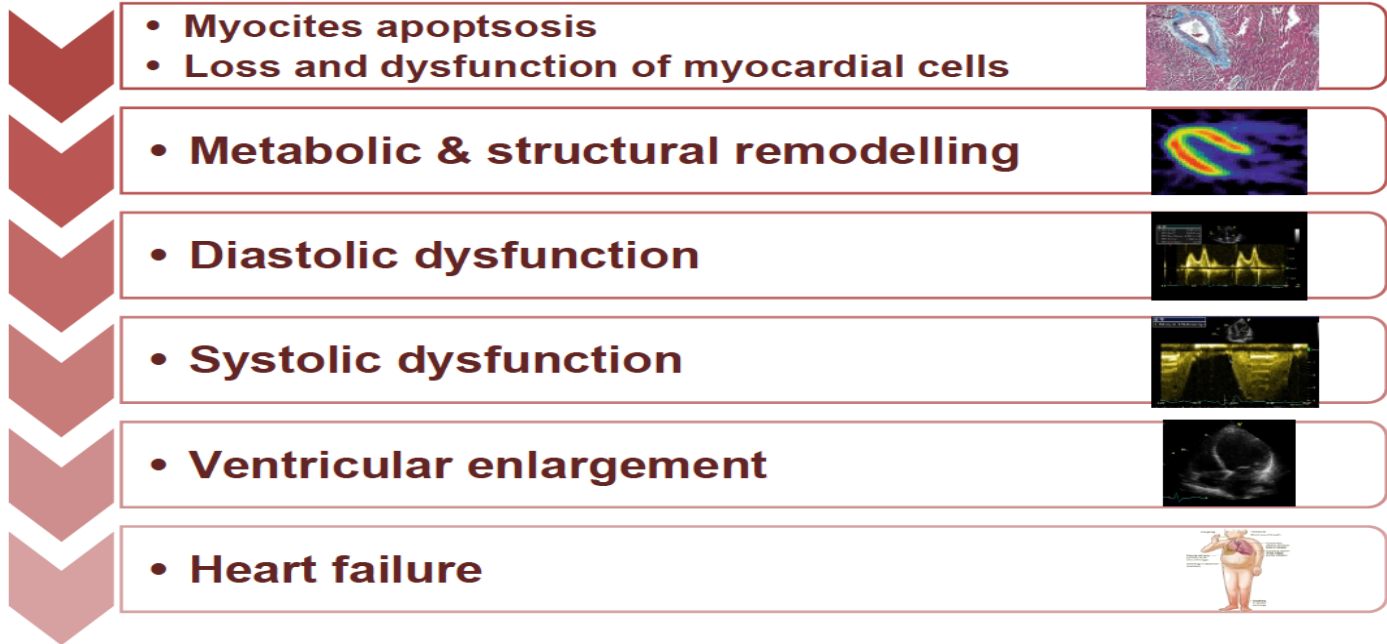 • Myocites apoptsosis
• Loss and dysfunction of myocardial cells
• Metabolic & structural remodelling
• Diastolic dysfunction
• Systolic dysfunction
• Ventricular enlargement
• Heart failure